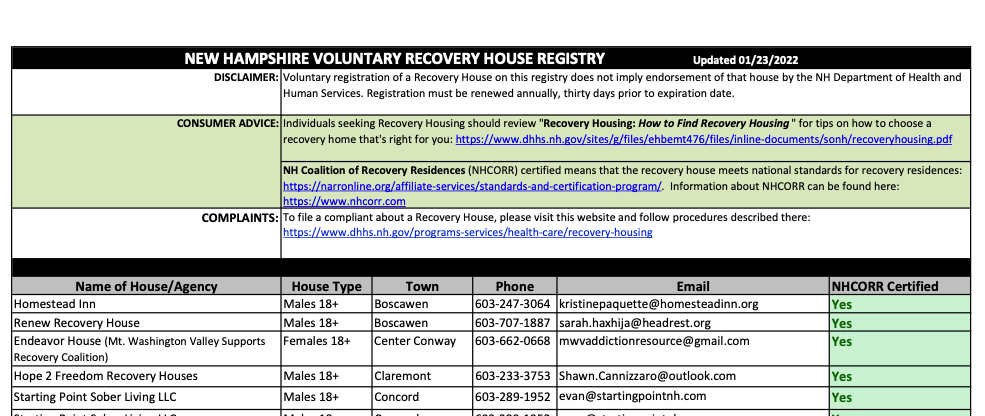 NEW HAMPSHIRE VOLUNTARY RECOVERY HOUSE REGISTRY Updated 01/23/2022
DISCLAIMER: Voluntary registration of a Recovery House on this registry does not imply endorsement of that house by the NH Department of Health and
Human Services. Registration must be renewed annually, thirty days prior to expiration date.
CONSUMER ADVICE: Individuals seeking Recovery Housing should review "Recovery Housing: How to Find Recovery Housing " for tips on how to choose a
recovery home that's right for you: https://www.dhhs.nh.gov/sites/g/files/ehbemt476/files/inline-documents/sonh/recoveryhousing.pdf
NH Coalition of Recovery Residences (NHCORR) certified means that the recovery house meets national standards for recovery residences:
https://narronline.org/affiliate-services/standards-and-certification-program/. Information about NHCORR can be found here:
https://www.nhcorr.com
COMPLAINTS: To file a compliant about a Recovery House, please visit this website and follow procedures described there:
https://www.dhhs.nh.gov/programs-services/health-care/recovery-housing
Name of House/Agency House Type Town Phone Email NHCORR Certified
Homestead Inn Males 18+ Boscawen 603-247-3064 kristinepaquette@homesteadinn.org Yes
Renew Recovery House Males 18+ Boscawen 603-707-1887 sarah.haxhija@headrest.org Yes
Endeavor House (Mt. Washington Valley Supports Females 18+ Center Conway 603-662-0668 mwvaddictionresource@gmail.com Yes
Recovery Coalition)
Hope 2 Freedom Recovery Houses Males 18+ Claremont 603-233-3753 Shawn.Cannizzaro@outlook.com Yes
Starting Point Sober Living LLC Males 18+ Concord 603-289-1952 evan@startingpointnh.com Yes